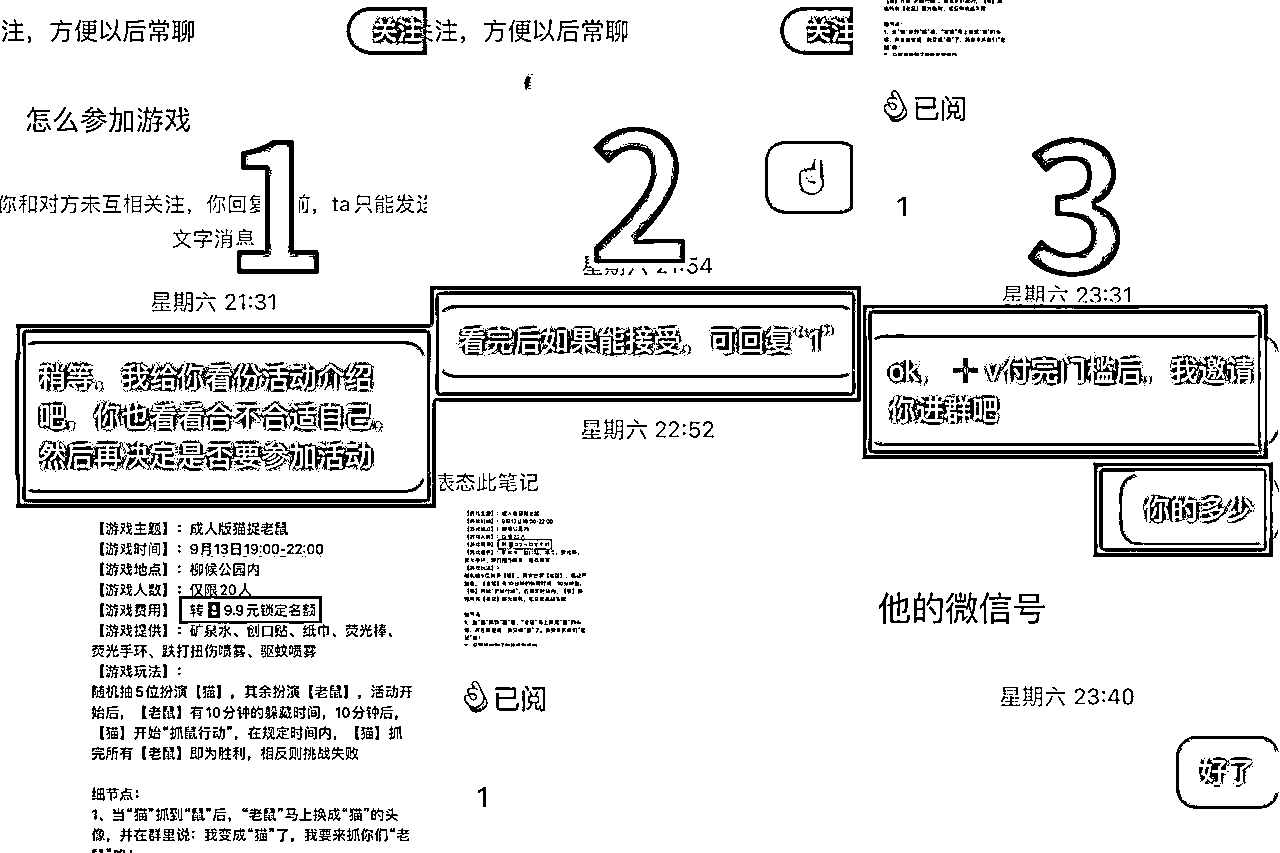 注，方便以后常聊
关注
怎么参加游戏
1
你和对方未互相关注，你回复前，ta只能发送
文字消息
星期六 21:31
稍等。我给你看份活动介绍
吧。你也看看合不合适自己。
然后再决定是否要参加活动
【游戏主题】：成人版猫捉老鼠
【游戏时间】：9月13日19:00-22:00
【游戏地点】：柳侯公园内
【游戏人数】：仅限20人
【游戏费用】 转 9.9元锁定名额
【游戏提供】：矿泉水、创口贴、纸巾、荧光棒、
荧光手环、跌打扭伤喷雾、驱蚊喷雾
【游戏玩法】：
随机抽5位扮演【猫】，其余扮演【老鼠】，活动开
始后，【老鼠】有10分钟的躲藏时间，10分钟后，
【猫】开始“抓鼠行动”，在规定时间内，【猫】抓
完所有【老鼠】即为胜利，相反则挑战失败
细节点：
1、当“猫”抓到“鼠”后，“老鼠”马上换成“猫”的头
像，并在群里说：我变成“猫”了，我要来抓你们“老
关注，方便以后常聊
关注
2
星期六 21:54
看完后如果能接受。可回复“1”
星期六 22:52
表态此笔记
已阅
1
已阅
1
3
星期六 23:31
ok，+v付完门槛后。我邀请
你进群吧
你的多少
他的微信号
星期六 23:40
好了